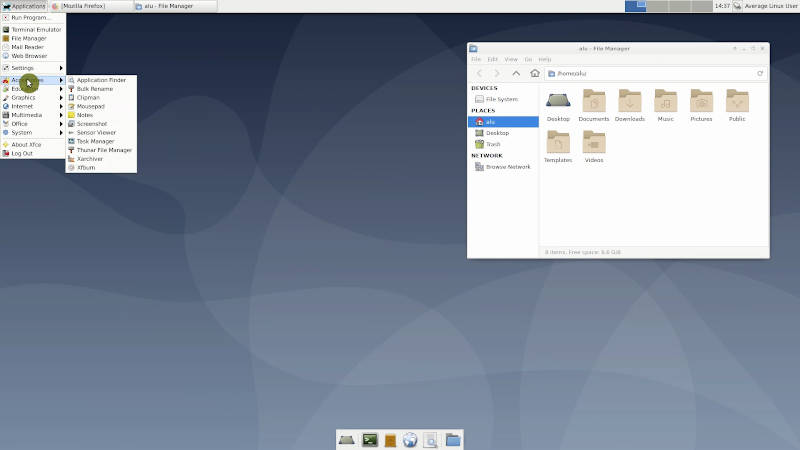 Applications
[Mozilla Firefox]
alu - File Manager
14:37
Average Linux User
Run Program...
Terminal Emulator
File Manager
Mail Reader
Web Browser
Settings
Graphics
Internet
Multimedia
Office
System
About Xfce
Log Out
Application Finder
Bulk Rename
Clipman
Mousepad
Notes
Screenshot
Sensor Viewer
Task Manager
Thunar File Manager
Xarchiver
Xfburn
alu - File Manager
File Edit View Go Help
/home/alu/
DEVICES
File System
PLACES
alu
Desktop
Trash
NETWORK
Browse Network
Desktop Documents Downloads Music Pictures Public
Templates Videos
8 items, Free space: 6.6 GiB